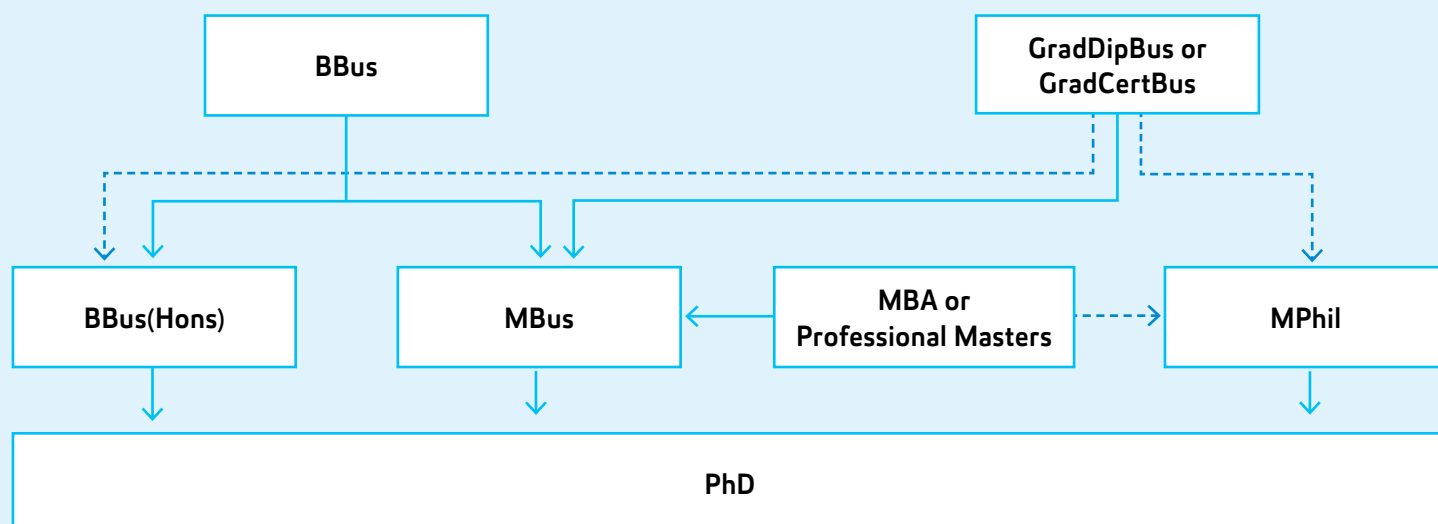 BBus
GradDipBus or
GradCertBus
BBus(Hons)
MBus
MBA or
Professional Masters
MPhil
PhD